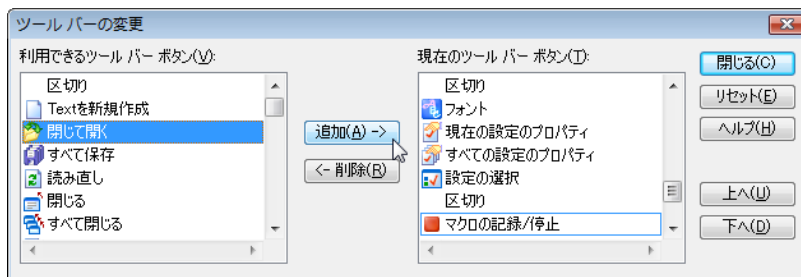 ツール バーの変更
利用できるツール バー ボタン(V):
区切り
Textを新規作成
閉じて開く
すべて保存
読み直し
閉じる
すべて閉じる
追加(A) ->
<- 削除(R)
現在のツール バー ボタン(T):
区切り
フォント
現在の設定のプロパティ
すべての設定のプロパティ
設定の選択
区切り
マクロの記録/停止
閉じる(C)
リセット(E)
ヘルプ(H)
上へ(U)
下へ(D)